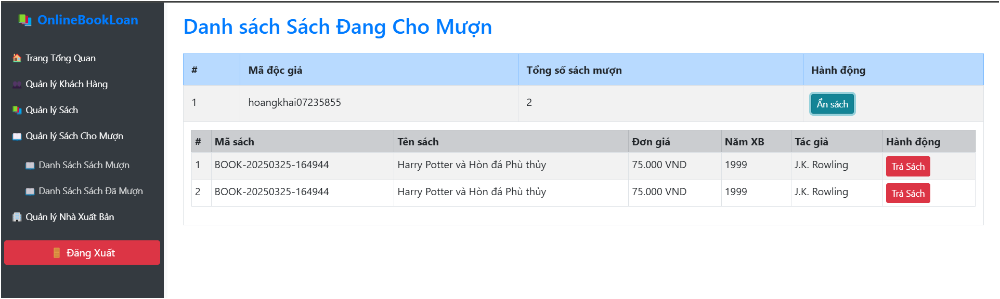 OnlineBookLoan
Trang Tổng Quan
Quản lý Khách Hàng
Quản lý Sách
Quản lý Sách Cho Mượn
Danh Sách Sách Mượn
Danh Sách Sách Đã Mượn
Quản lý Nhà Xuất Bản
Đăng Xuất
Danh sách Sách Đang Cho Mượn
# Mã độc giả Tổng số sách mượn Hành động
1 hoangkhai07235855 2 Ẩn sách
# Mã sách Tên sách Đơn giá Năm XB Tác giả Hành động
1 BOOK-20250325-164944 Harry Potter và Hòn đá Phù thủy 75.000 VND 1999 J.K. Rowling Trả Sách
2 BOOK-20250325-164944 Harry Potter và Hòn đá Phù thủy 75.000 VND 1999 J.K. Rowling Trả Sách